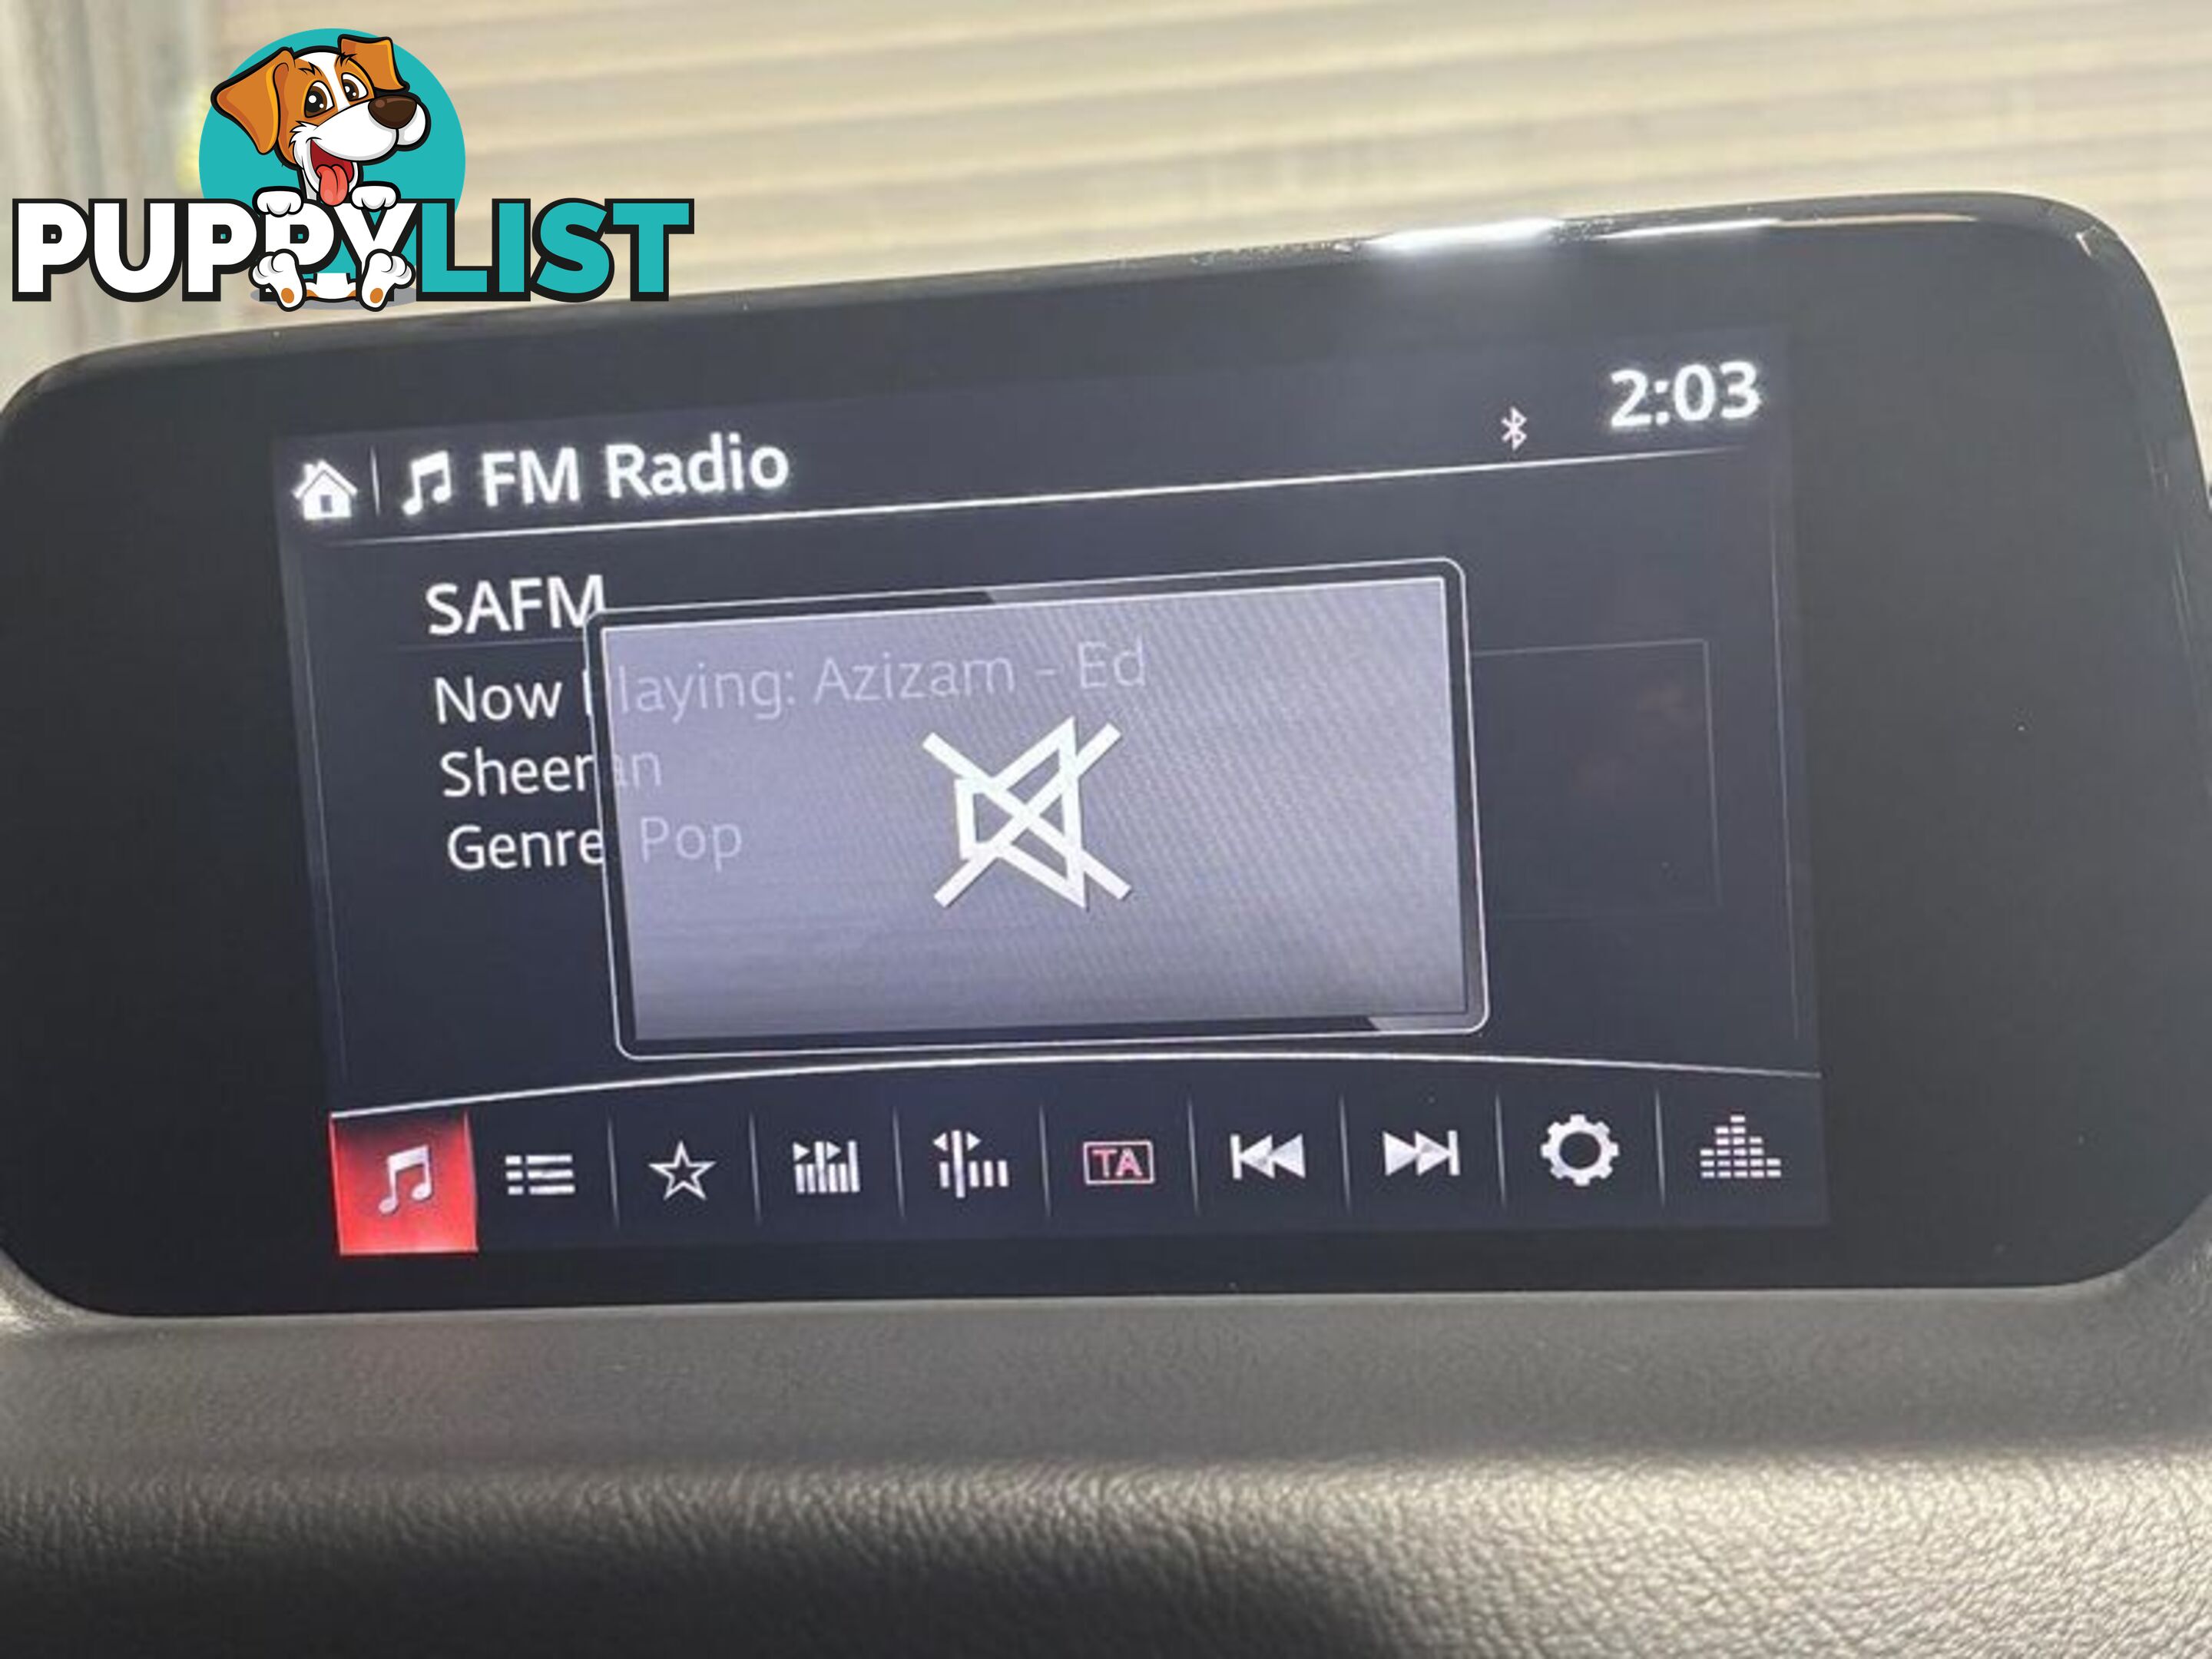 PUPPYLIST
2:03
FM Radio
SAFM
Now Playing: Azizam - Ed
Sheeran
Genre Pop
TA